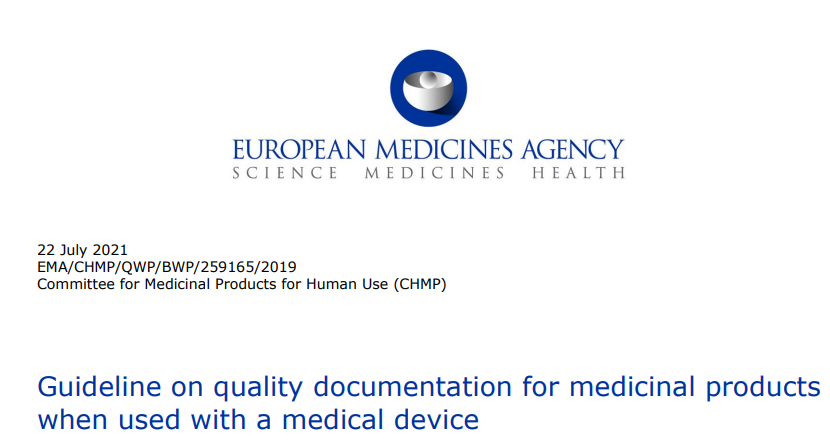 EUROPEAN MEDICINES AGENCY
SCIENCE MEDICINES HEALTH
22 July 2021
EMA/CHMP/QWP/BWP/259165/2019
Committee for Medicinal Products for Human Use (CHMP)
Guideline on quality documentation for medicinal products
when used with a medical device